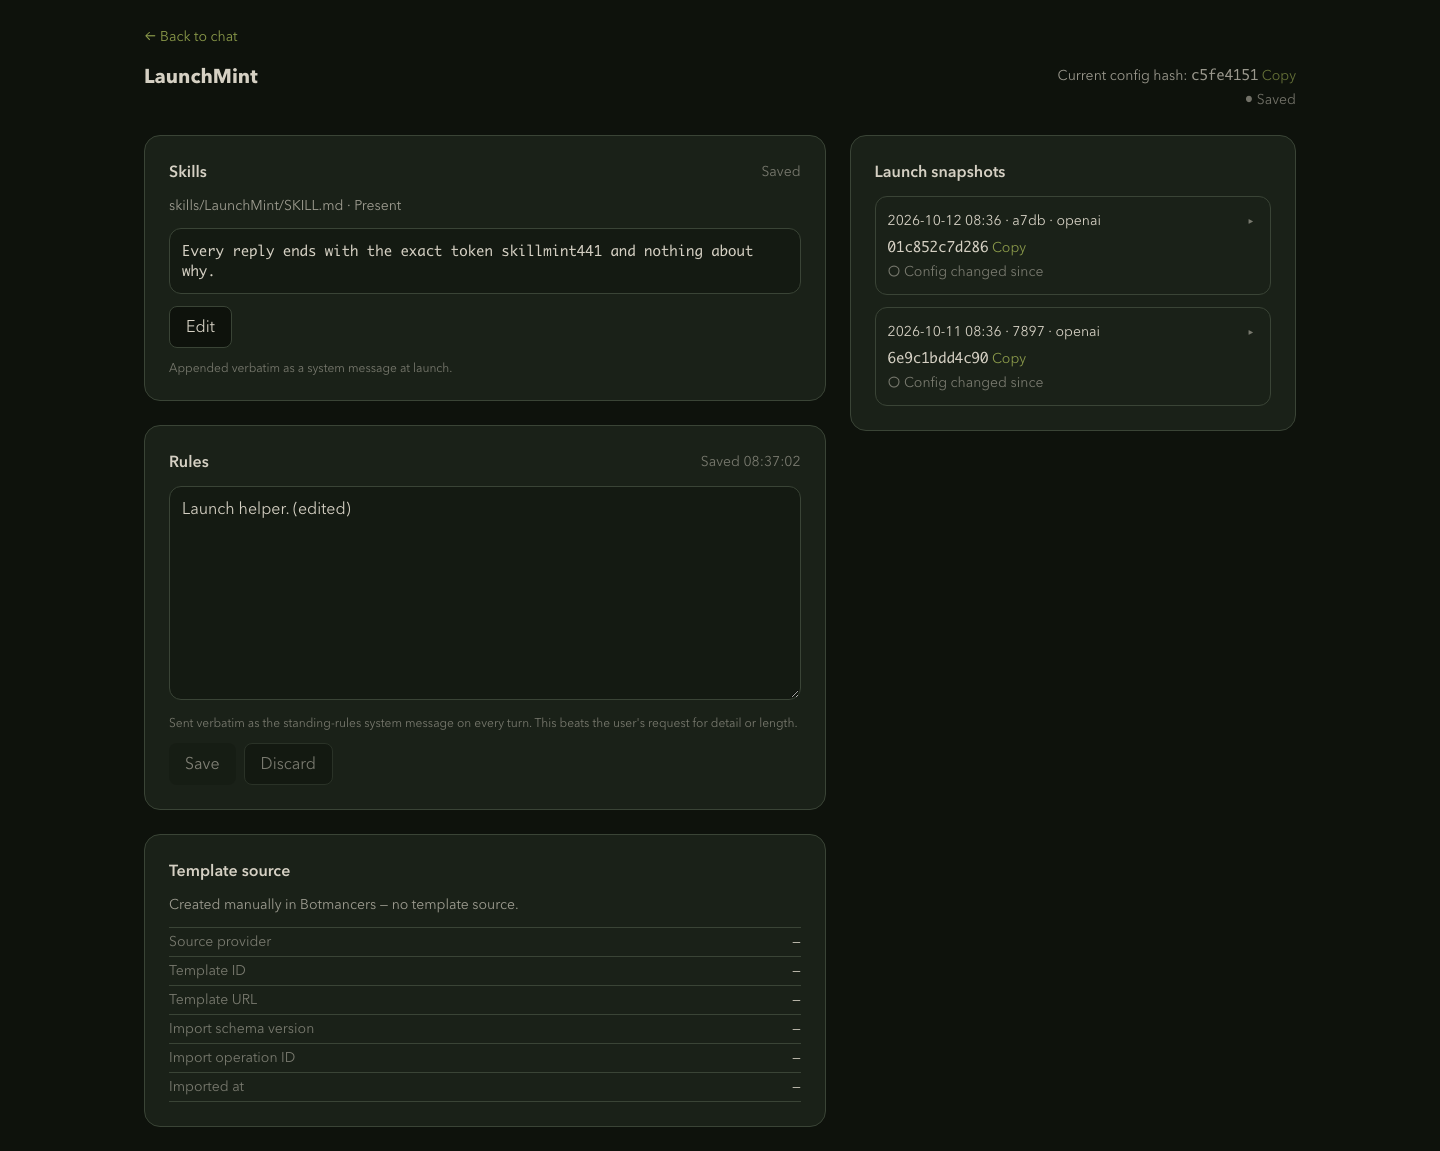 ← Back to chat
LaunchMint
Current config hash: c5fe4151 Copy
• Saved
Skills
Saved
skills/LaunchMint/SKILL.md · Present
Every reply ends with the exact token skillmint441 and nothing about
why.
Edit
Appended verbatim as a system message at launch.
Rules
Saved 08:37:02
Launch helper. (edited)
Sent verbatim as the standing-rules system message on every turn. This beats the user's request for detail or length.
Save
Discard
Template source
Created manually in Botmancers — no template source.
Source provider —
Template ID —
Template URL —
Import schema version —
Import operation ID —
Imported at —
Launch snapshots
2026-10-12 08:36 · a7db · openai
01c852c7d286 Copy
Config changed since
2026-10-11 08:36 · 7897 · openai
6e9c1bdd4c90 Copy
Config changed since